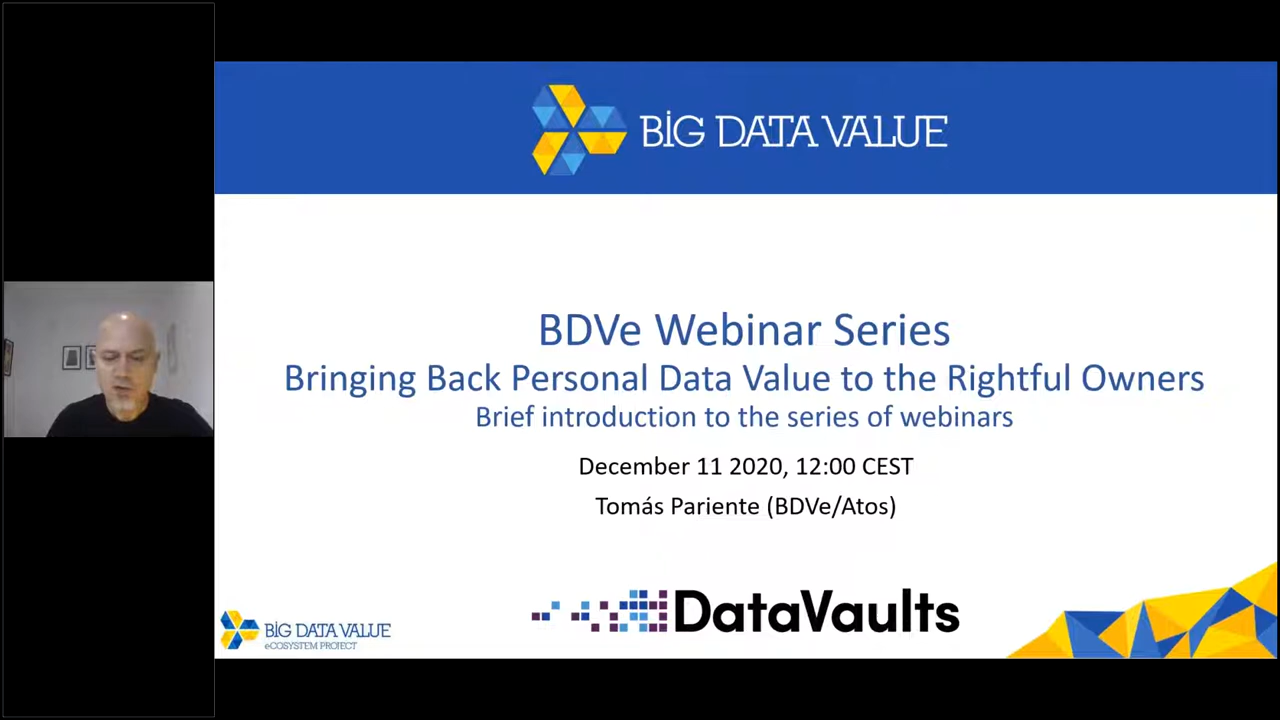 BIG DATA VALUE
BDVe Webinar Series
Bringing Back Personal Data Value to the Rightful Owners
Brief introduction to the series of webinars
December 11 2020, 12:00 CEST
Tomás Pariente (BDVe/Atos)
BIG DATA VALUE
eCOSYSTEM PROJECT
DataVaults